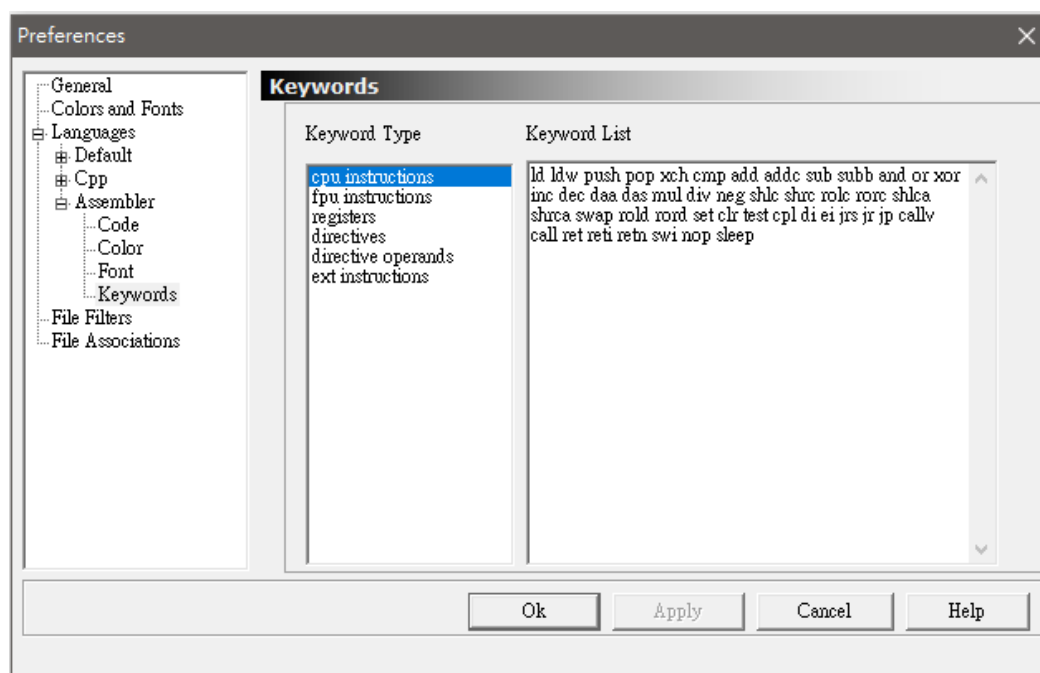 Preferences
General
Colors and Fonts
Languages
Default
Cpp
Assembler
Code
Color
Font
Keywords
File Filters
File Associations
Keywords
Keyword Type
cpu instructions
fpu instructions
registers
directives
directive operands
ext instructions
Keyword List
ld ldw push pop xch cmp add addc sub subb and or xor
inc dec daa das mul div neg shlc shrc rolc rorc shlca
shrca swap rold rord set clr test cpl di ei jrs jr jp callv
call ret reti retn swi nop sleep
Ok
Apply
Cancel
Help